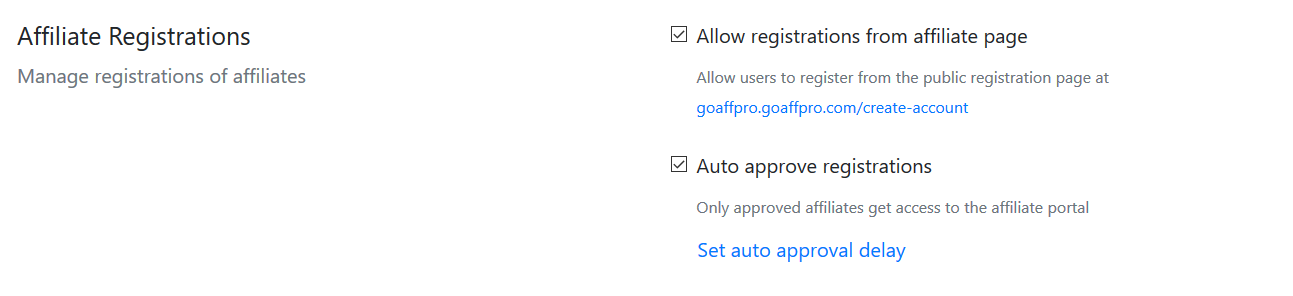 Affiliate Registrations
Manage registrations of affiliates
Allow registrations from affiliate page
Allow users to register from the public registration page at
goaffpro.goaffpro.com/create-account
Auto approve registrations
Only approved affiliates get access to the affiliate portal
Set auto approval delay